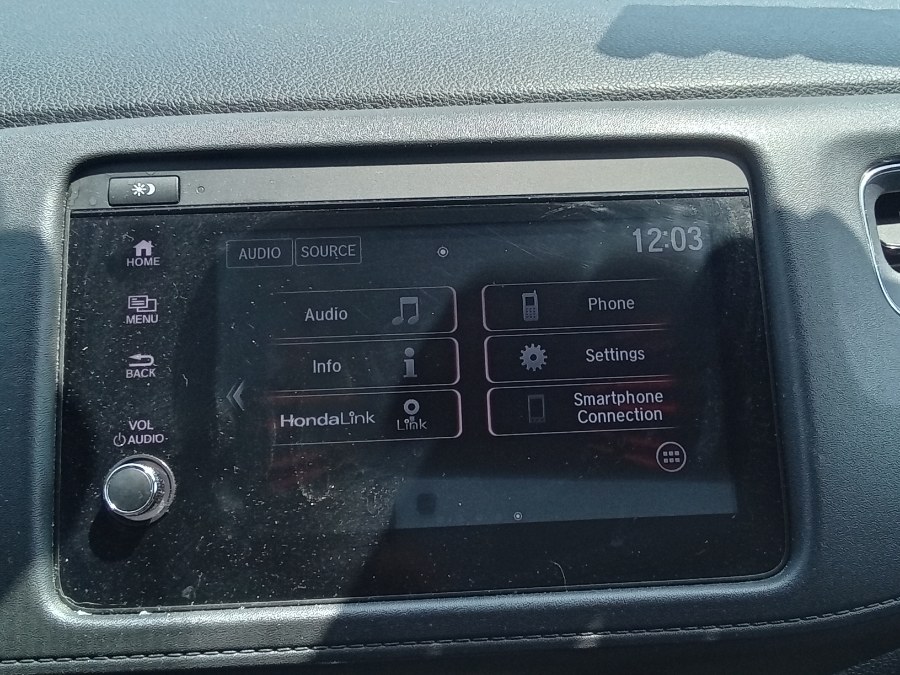 HOME
MENU
BACK
VOL
AUDIO
AUDIO SOURCE
12:03
Audio
Phone
Info
Settings
HondaLink
Link
Smartphone
Connection